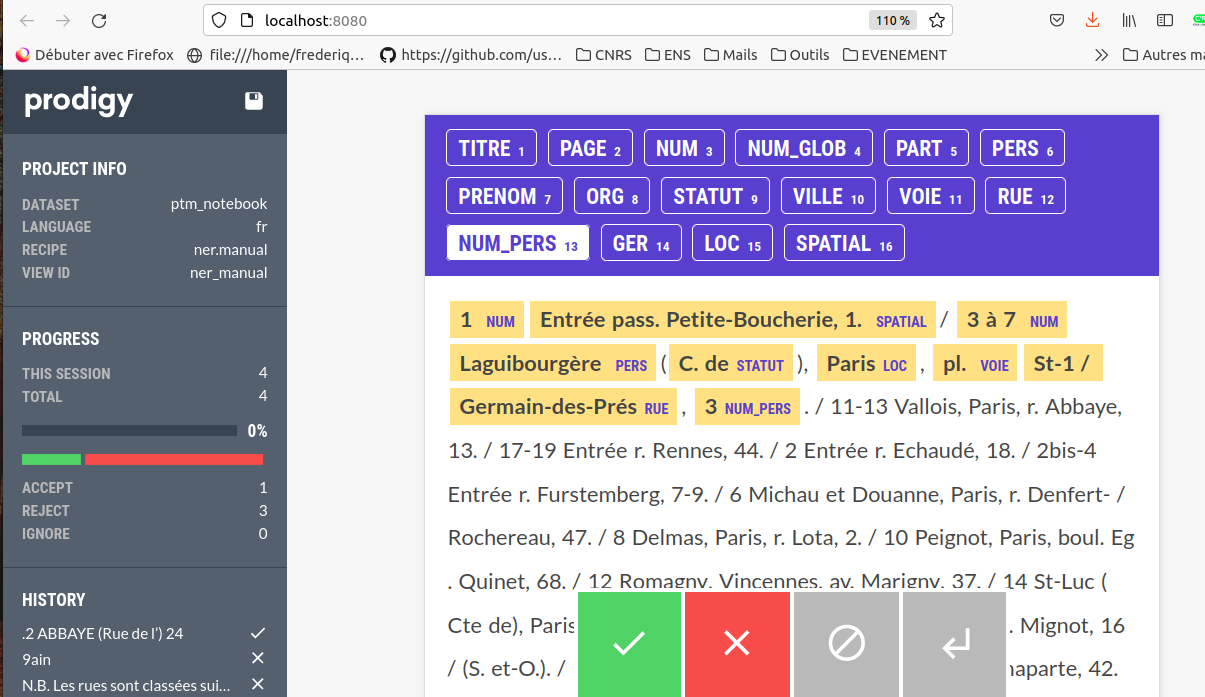 localhost:8080
110 %
Débuter avec Firefox
file:///home/frederiq…
https://github.com/us…
CNRS
ENS
Mails
Outils
EVENEMENT
Autres ma
prodigy
PROJECT INFO
DATASET ptm_notebook
LANGUAGE fr
RECIPE ner.manual
VIEW ID ner_manual
PROGRESS
THIS SESSION 4
TOTAL 4
0%
ACCEPT 1
REJECT 3
IGNORE 0
HISTORY
.2 ABBAYE (Rue de l') 24
9ain
N.B. Les rues sont classées sui…
TITRE 1 PAGE 2 NUM 3 NUM_GLOB 4 PART 5 PERS 6
PRENOM 7 ORG 8 STATUT 9 VILLE 10 VOIE 11 RUE 12
NUM_PERS 13 GER 14 LOC 15 SPATIAL 16
1 NUM Entrée pass. Petite-Boucherie, 1. SPATIAL / 3 à 7 NUM
Laguibourgère PERS ( C. de STATUT ), Paris LOC , pl. VOIE St-1 /
Germain-des-Prés RUE , 3 NUM_PERS . / 11-13 Vallois, Paris, r. Abbaye,
13. / 17-19 Entrée r. Rennes, 44. / 2 Entrée r. Echaudé, 18. / 2bis-4
Entrée r. Furstemberg, 7-9. / 6 Michau et Douanne, Paris, r. Denfert- /
Rochereau, 47. / 8 Delmas, Paris, r. Lota, 2. / 10 Peignot, Paris, boul. Eg
. Quinet, 68. / 12 Romagny, Vincennes, av. Marigny, 37. / 14 St-Luc (
Cte de), Paris . Mignot, 16
/ (S. et-O.). / naparte, 42.